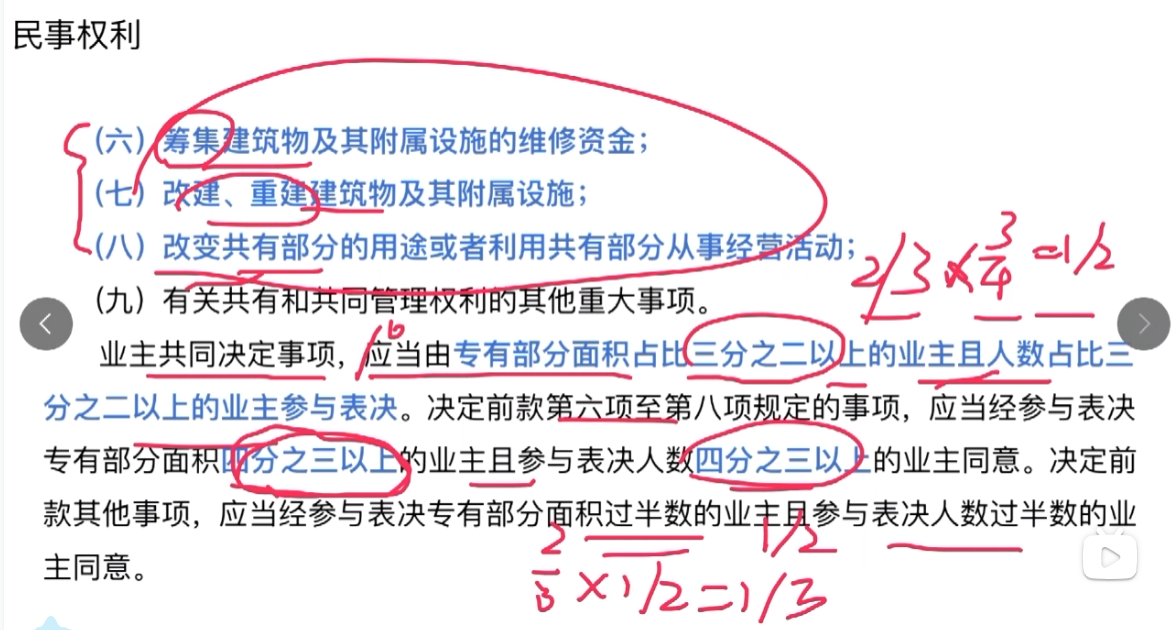 民事权利
（六）筹集建筑物及其附属设施的维修资金；
（七）改建、重建建筑物及其附属设施；
（八）改变共有部分的用途或者利用共有部分从事经营活动；
2/3×3/4=1/2
（九）有关共有和共同管理权利的其他重大事项。
业主共同决定事项，应当由专有部分面积占比三分之二以上的业主且人数占比三
分之二以上的业主参与表决。决定前款第六项至第八项规定的事项，应当经参与表决
专有部分面积四分之三以上的业主且参与表决人数四分之三以上的业主同意。决定前
款其他事项，应当经参与表决专有部分面积过半数的业主且参与表决人数过半数的业
1/2
主同意。
2/3×1/2=1/3